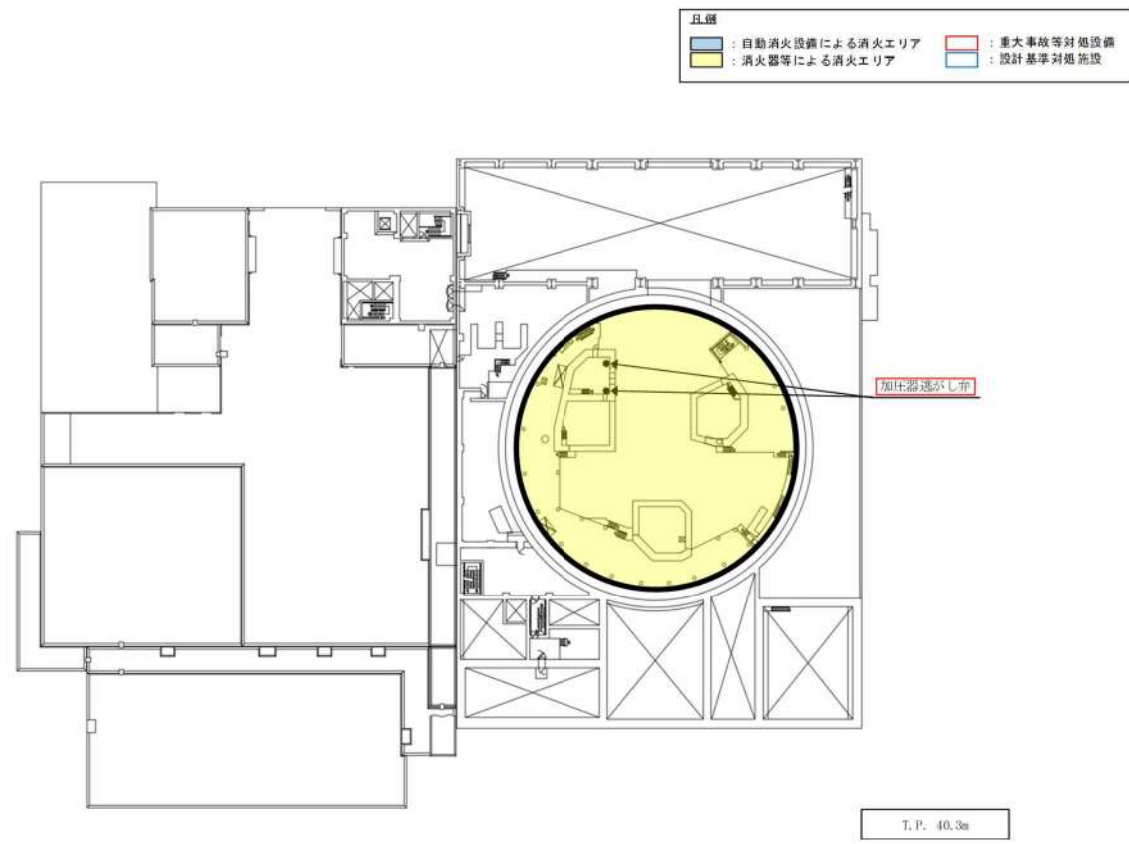 凡例
：自動消火設備による消火エリア
：重大事故等対処設備
：消火器等による消火エリア
：設計基準対処施設
加圧器逃がし弁
T.P. 40.3m